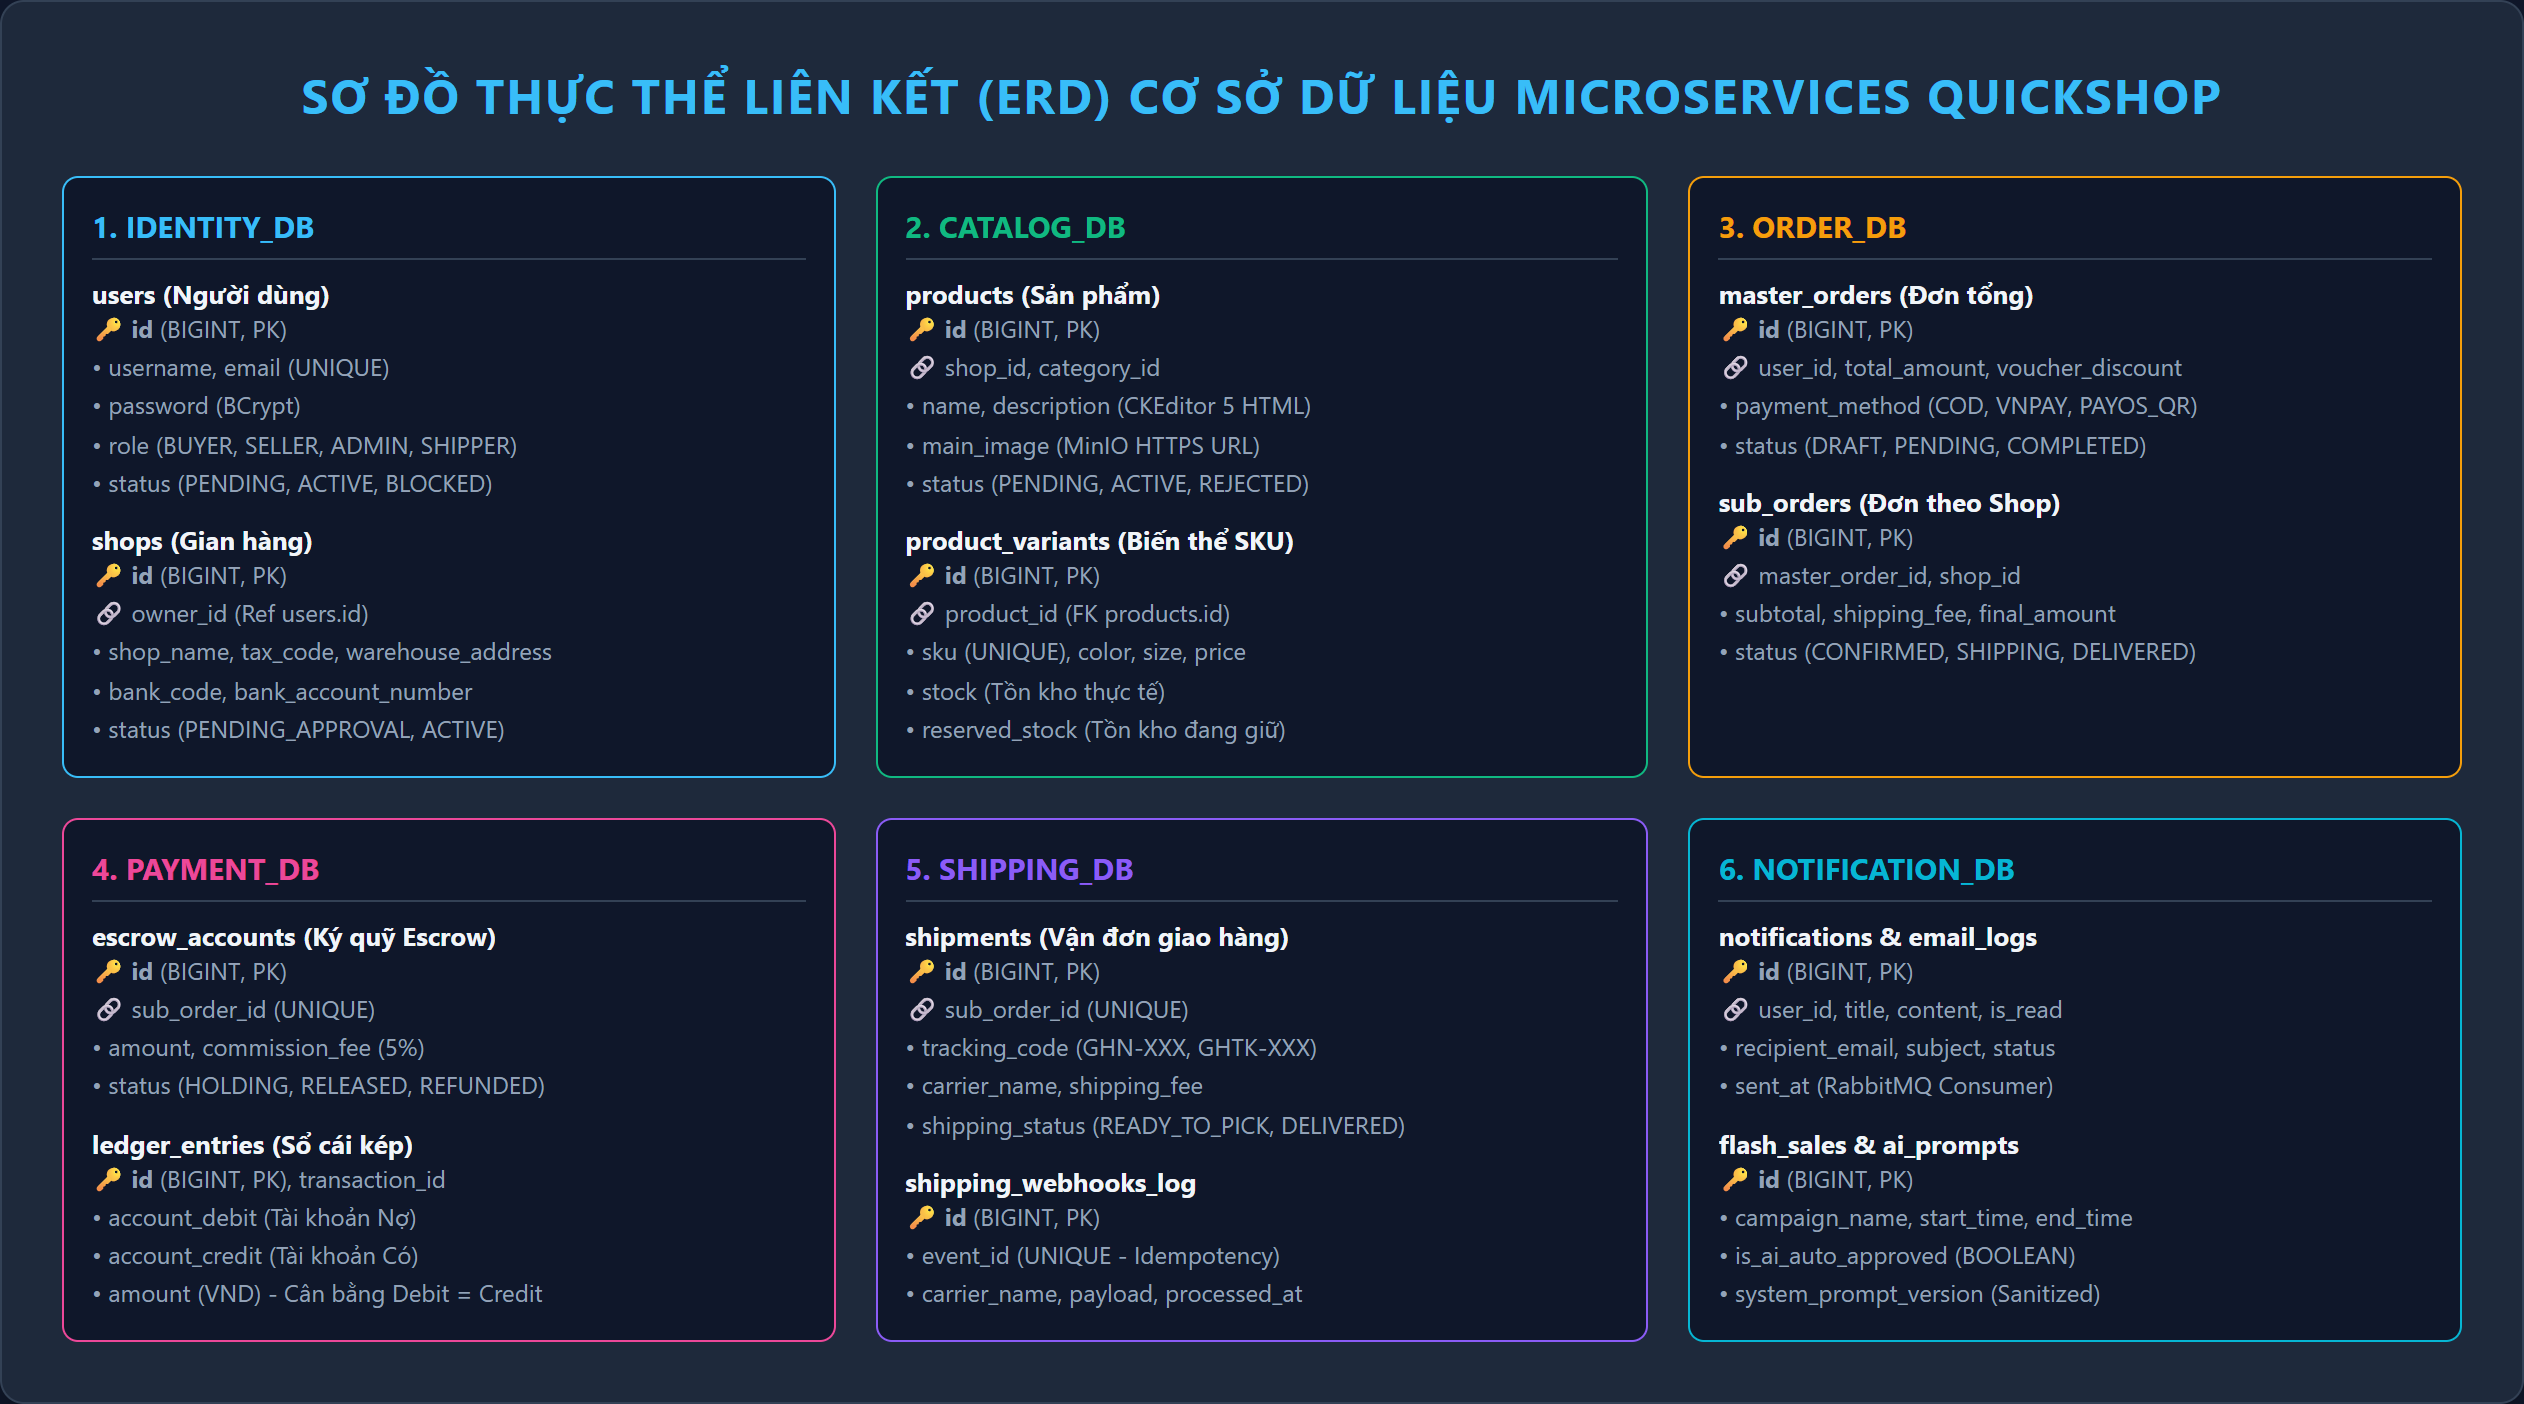 SƠ ĐỒ THỰC THỂ LIÊN KẾT (ERD) CƠ SỞ DỮ LIỆU MICROSERVICES QUICKSHOP
1. IDENTITY_DB
users (Người dùng)
🔑 id (BIGINT, PK)
• username, email (UNIQUE)
• password (BCrypt)
• role (BUYER, SELLER, ADMIN, SHIPPER)
• status (PENDING, ACTIVE, BLOCKED)
shops (Gian hàng)
🔑 id (BIGINT, PK)
🔗 owner_id (Ref users.id)
• shop_name, tax_code, warehouse_address
• bank_code, bank_account_number
• status (PENDING_APPROVAL, ACTIVE)
2. CATALOG_DB
products (Sản phẩm)
🔑 id (BIGINT, PK)
🔗 shop_id, category_id
• name, description (CKEditor 5 HTML)
• main_image (MinIO HTTPS URL)
• status (PENDING, ACTIVE, REJECTED)
product_variants (Biến thể SKU)
🔑 id (BIGINT, PK)
🔗 product_id (FK products.id)
• sku (UNIQUE), color, size, price
• stock (Tồn kho thực tế)
• reserved_stock (Tồn kho đang giữ)
3. ORDER_DB
master_orders (Đơn tổng)
🔑 id (BIGINT, PK)
🔗 user_id, total_amount, voucher_discount
• payment_method (COD, VNPAY, PAYOS_QR)
• status (DRAFT, PENDING, COMPLETED)
sub_orders (Đơn theo Shop)
🔑 id (BIGINT, PK)
🔗 master_order_id, shop_id
• subtotal, shipping_fee, final_amount
• status (CONFIRMED, SHIPPING, DELIVERED)
4. PAYMENT_DB
escrow_accounts (Ký quỹ Escrow)
🔑 id (BIGINT, PK)
🔗 sub_order_id (UNIQUE)
• amount, commission_fee (5%)
• status (HOLDING, RELEASED, REFUNDED)
ledger_entries (Sổ cái kép)
🔑 id (BIGINT, PK), transaction_id
• account_debit (Tài khoản Nợ)
• account_credit (Tài khoản Có)
• amount (VND) - Cân bằng Debit = Credit
5. SHIPPING_DB
shipments (Vận đơn giao hàng)
🔑 id (BIGINT, PK)
🔗 sub_order_id (UNIQUE)
• tracking_code (GHN-XXX, GHTK-XXX)
• carrier_name, shipping_fee
• shipping_status (READY_TO_PICK, DELIVERED)
shipping_webhooks_log
🔑 id (BIGINT, PK)
• event_id (UNIQUE - Idempotency)
• carrier_name, payload, processed_at
6. NOTIFICATION_DB
notifications & email_logs
🔑 id (BIGINT, PK)
🔗 user_id, title, content, is_read
• recipient_email, subject, status
• sent_at (RabbitMQ Consumer)
flash_sales & ai_prompts
🔑 id (BIGINT, PK)
• campaign_name, start_time, end_time
• is_ai_auto_approved (BOOLEAN)
• system_prompt_version (Sanitized)